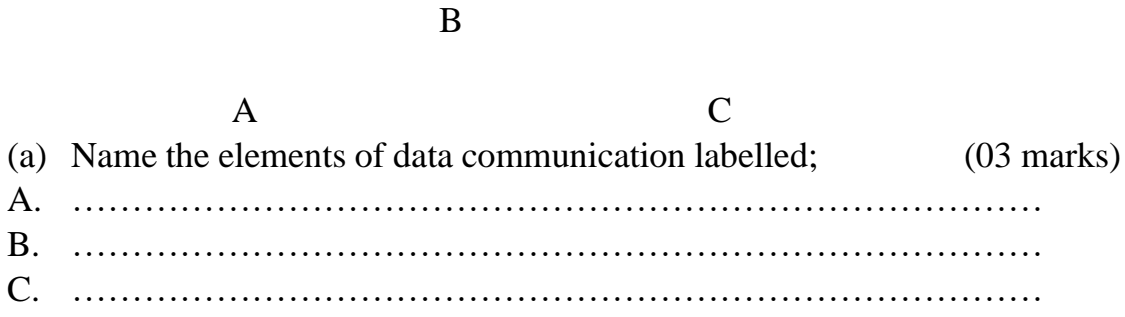 B
A C
(a) Name the elements of data communication labelled; (03 marks)
A. ……………………………………………………………………
B. ……………………………………………………………………
C. ……………………………………………………………………